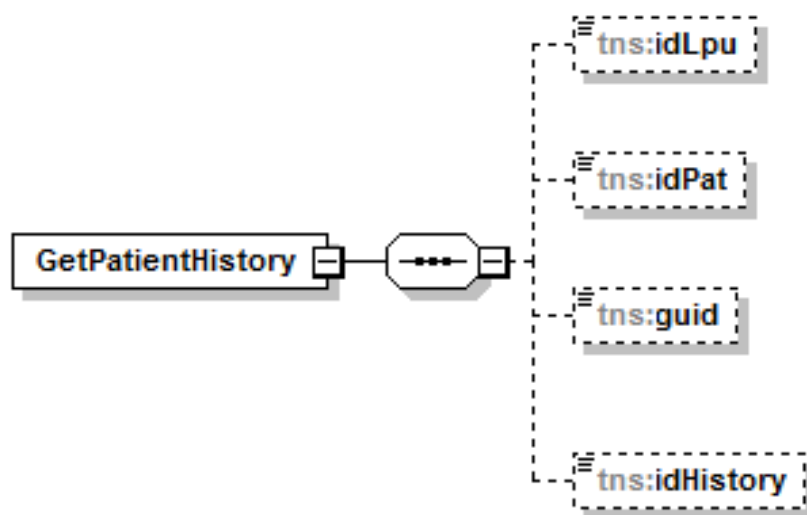 tns:idLpu
tns:idPat
GetPatientHistory
tns:guid
tns:idHistory